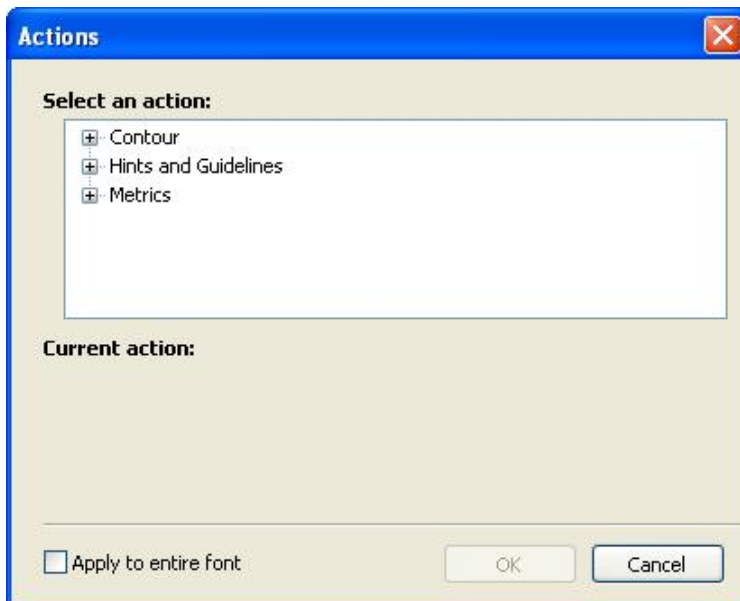 Actions
Select an action:
Contour
Hints and Guidelines
Metrics
Current action:
Apply to entire font
OK
Cancel